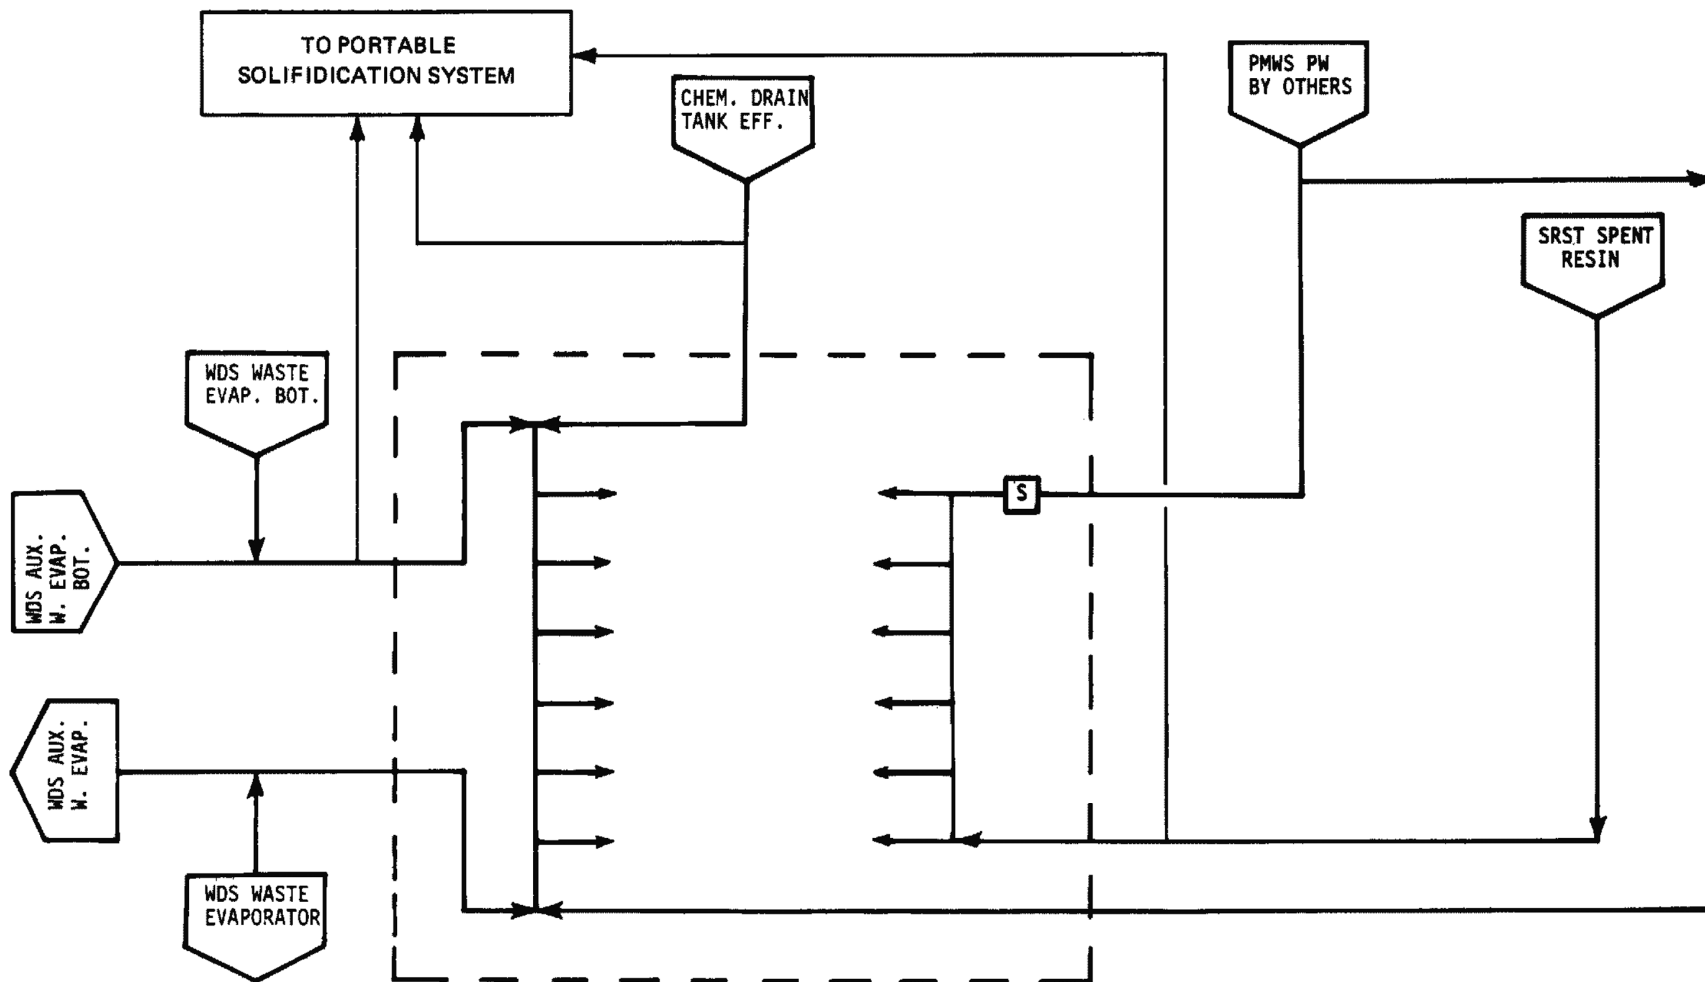 TO PORTABLE
SOLIFIDICATION SYSTEM
CHEM. DRAIN
TANK EFF.
PMWS PW
BY OTHERS
SRST SPENT
RESIN
WDS WASTE
EVAP. BOT.
S
WDS AUX.
W. EVAP.
BOT.
WDS AUX.
W. EVAP.
WDS WASTE
EVAPORATOR